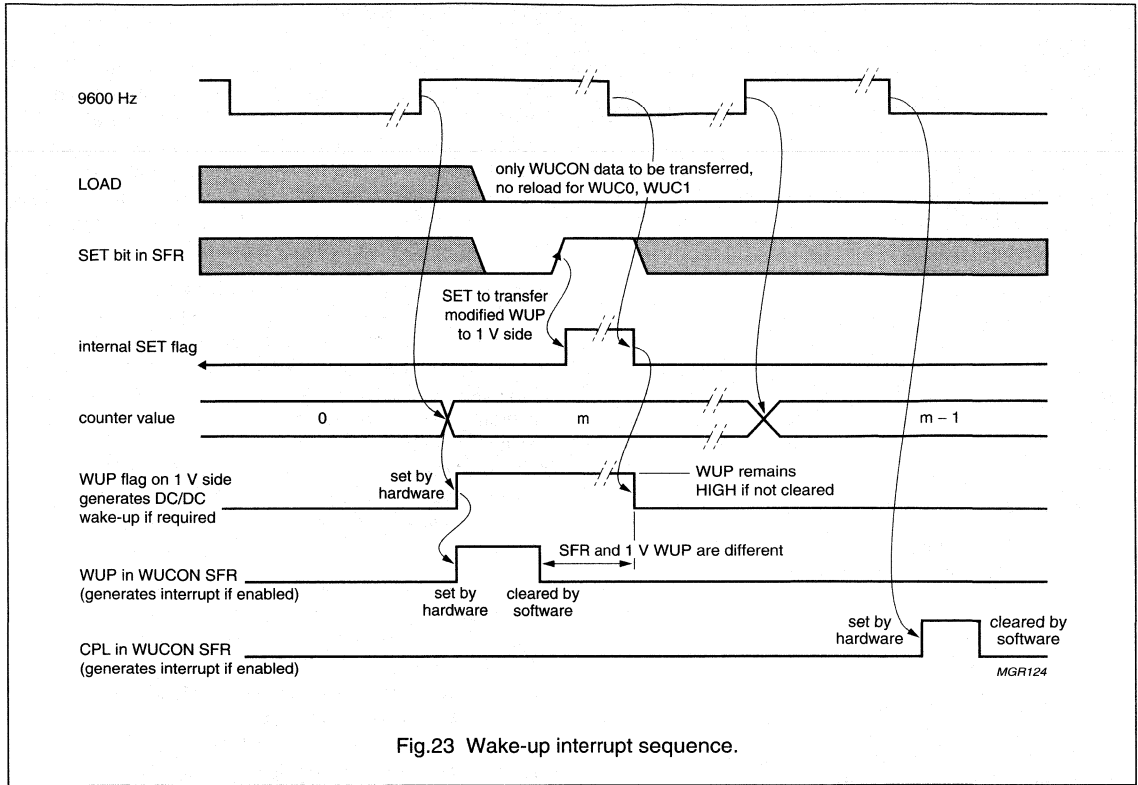 9600 Hz
LOAD
only WUCON data to be transferred,
no reload for WUC0, WUC1
SET bit in SFR
SET to transfer
modified WUP
to 1 V side
internal SET flag
counter value
0
m
m – 1
WUP flag on 1 V side
generates DC/DC
wake-up if required
set by
hardware
WUP remains
HIGH if not cleared
SFR and 1 V WUP are different
WUP in WUCON SFR
(generates interrupt if enabled)
set by
hardware
cleared by
software
set by
hardware
cleared by
software
CPL in WUCON SFR
(generates interrupt if enabled)
MGR124
Fig.23 Wake-up interrupt sequence.